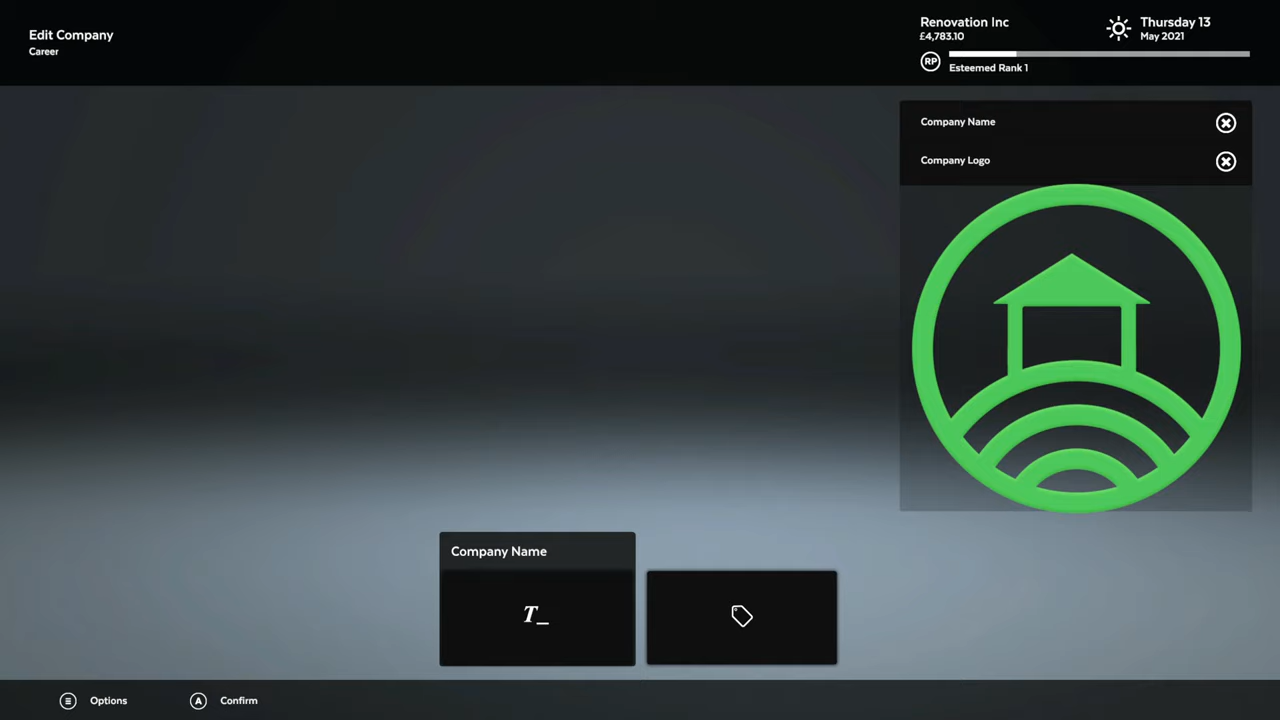 Edit Company
Career
Renovation Inc
£4,783.10
Thursday 13
May 2021
RP
Esteemed Rank 1
Company Name
Company Logo
Company Name
T_
Options
A
Confirm